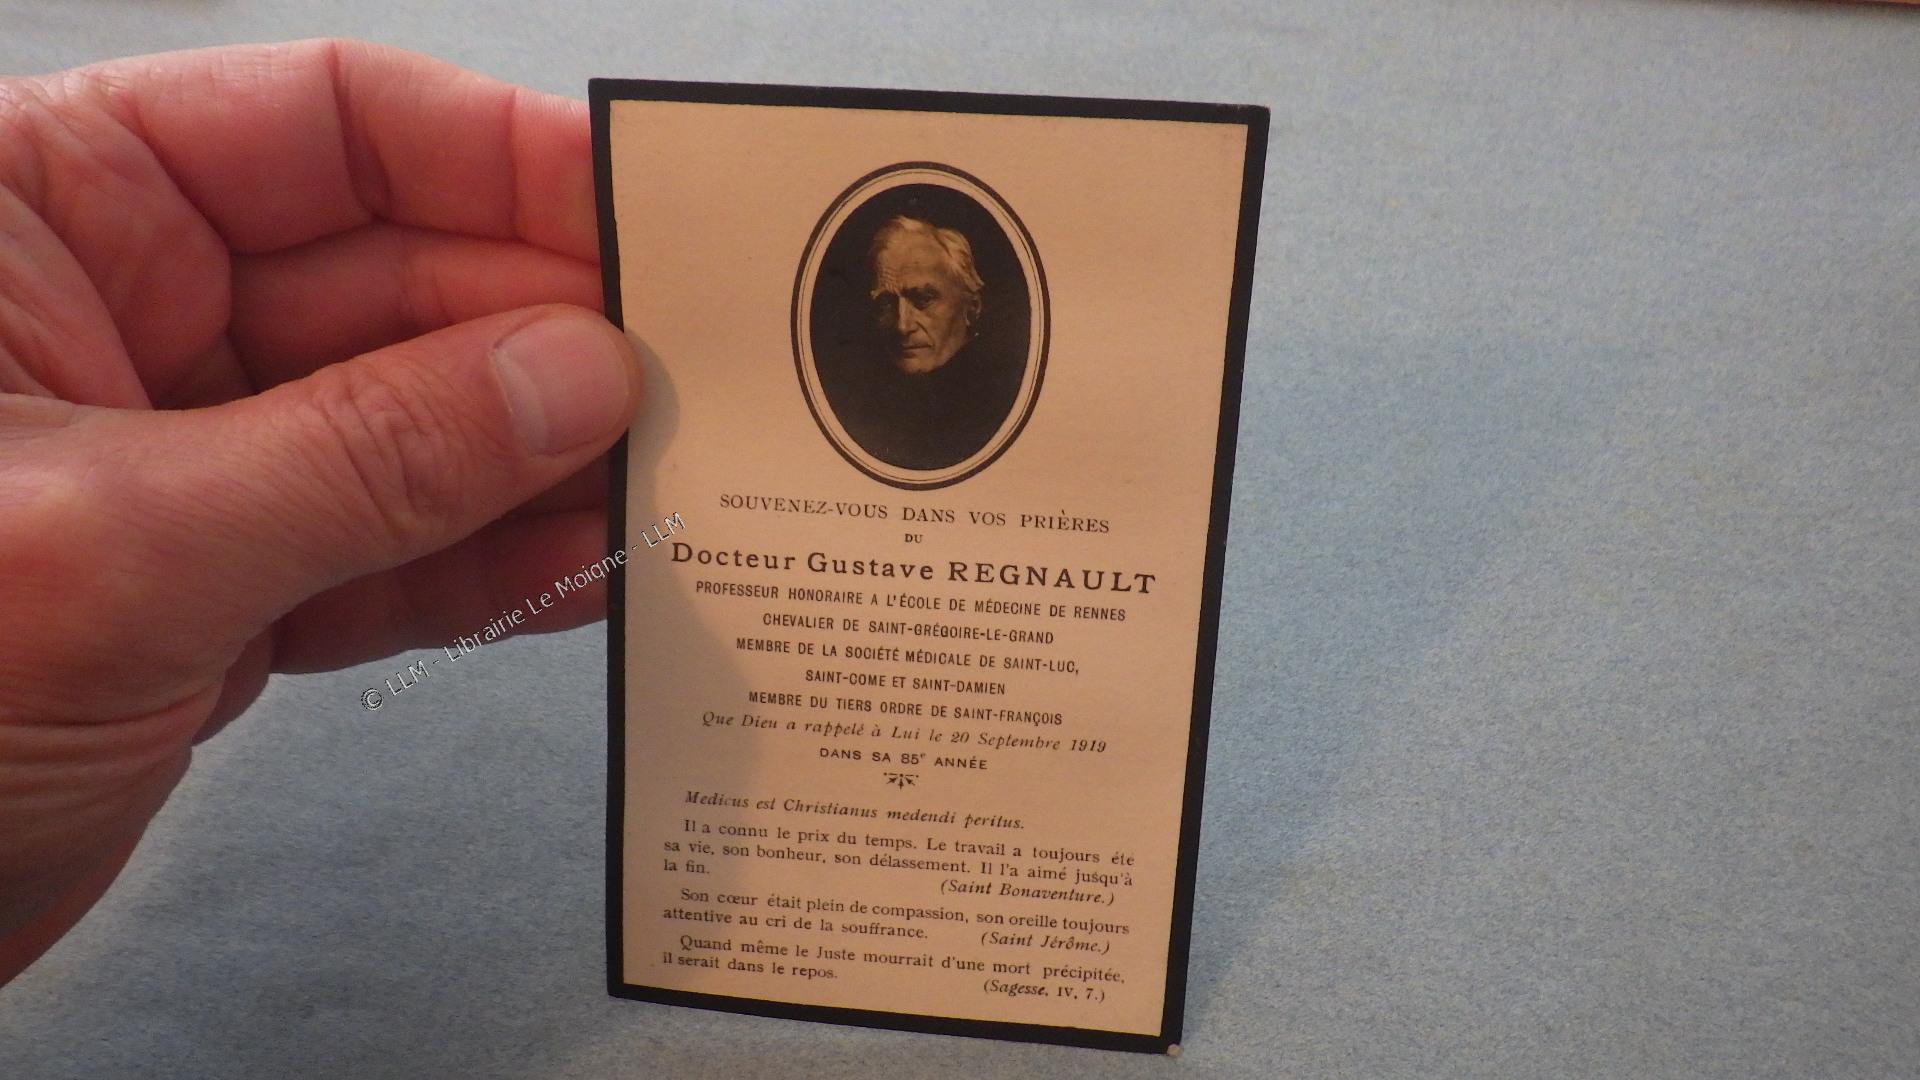 SOUVENEZ-VOUS DANS VOS PRIÈRES
DU
Docteur Gustave REGNAULT
PROFESSEUR HONORAIRE A L'ÉCOLE DE MÉDECINE DE RENNES
CHEVALIER DE SAINT-GRÉGOIRE-LE-GRAND
MEMBRE DE LA SOCIÉTÉ MÉDICALE DE SAINT-LUC,
SAINT-COME ET SAINT-DAMIEN
MEMBRE DU TIERS ORDRE DE SAINT-FRANÇOIS
Que Dieu a rappelé à Lui le 20 Septembre 1919
DANS SA 85e ANNÉE
Medicus est Christianus medendi peritus.
Il a connu le prix du temps. Le travail a toujours été
sa vie, son bonheur, son délassement. Il l'a aimé jusqu'à
la fin. (Saint Bonaventure.)
Son cœur était plein de compassion, son oreille toujours
attentive au cri de la souffrance. (Saint Jérôme.)
Quand même le Juste mourrait d'une mort précipitée,
il serait dans le repos. (Sagesse, IV, 7.)
© LLM - Librairie Le Moigne - LLM